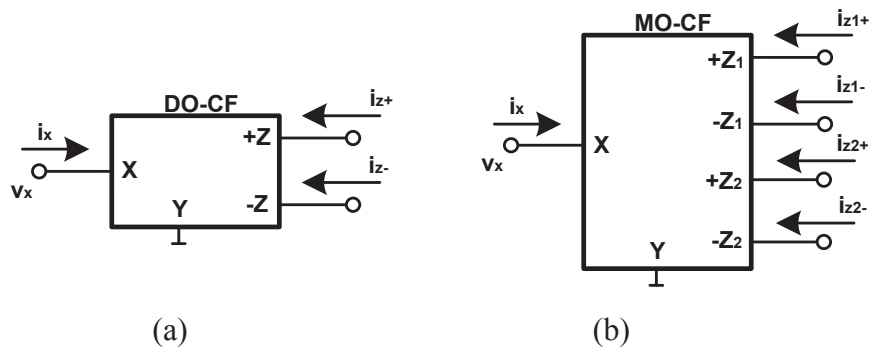 DO-CF
ix
vx
X
Y
+Z
-Z
iz+
iz-
(a)
MO-CF
ix
vx
X
Y
+Z1
-Z1
+Z2
-Z2
iz1+
iz1-
iz2+
iz2-
(b)